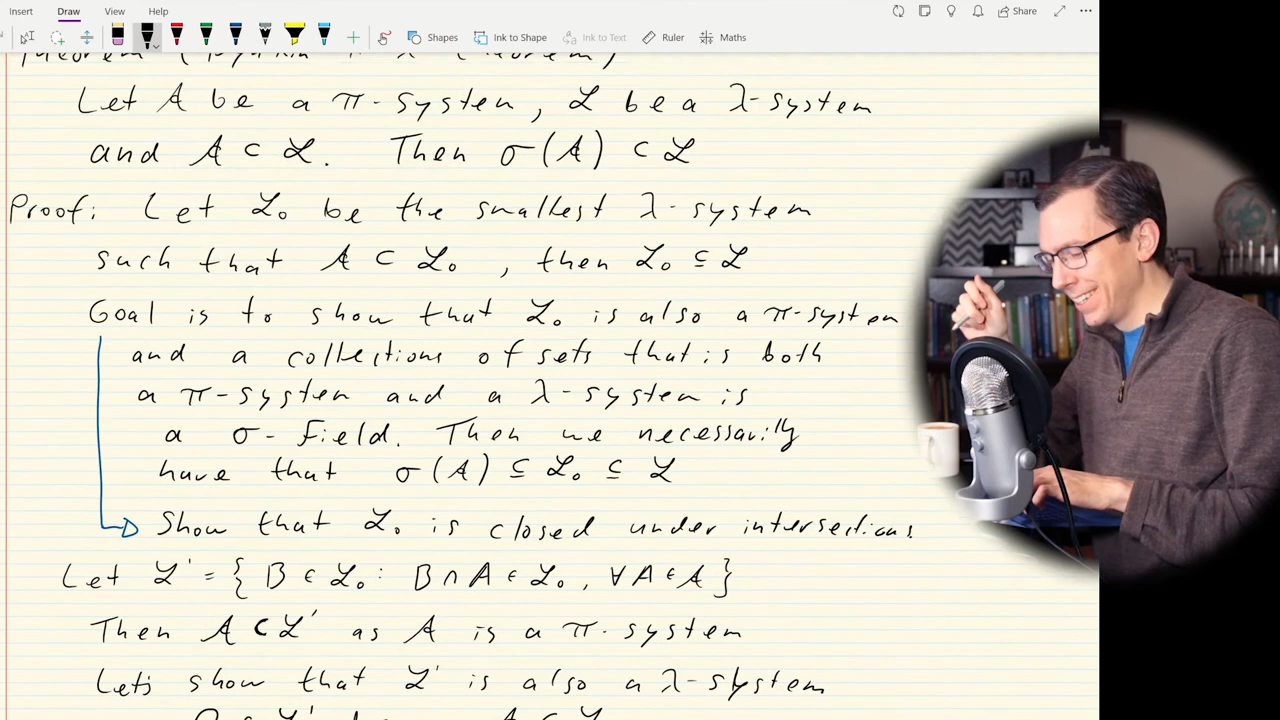 Insert Draw View Help
Share
Shapes Ink to Shape Ink to Text Ruler Maths
Let A be a π-system, ℒ be a λ-system
and A ⊂ ℒ. Then σ(A) ⊂ ℒ
Proof: Let ℒ₀ be the smallest λ-system
such that A ⊂ ℒ₀, then ℒ₀ ⊆ ℒ
Goal is to show that ℒ₀ is also a π-system
and a collections of sets that is both
a π-system and a λ-system is
a σ-field. Then we necessarily
have that σ(A) ⊆ ℒ₀ ⊆ ℒ
Show that ℒ₀ is closed under intersections.
Let ℒ' = { B ∈ ℒ₀ : B ∩ A ∈ ℒ₀, ∀A ∈ A }
Then A ⊂ ℒ' as A is a π-system
Let's show that ℒ' is also a λ-system